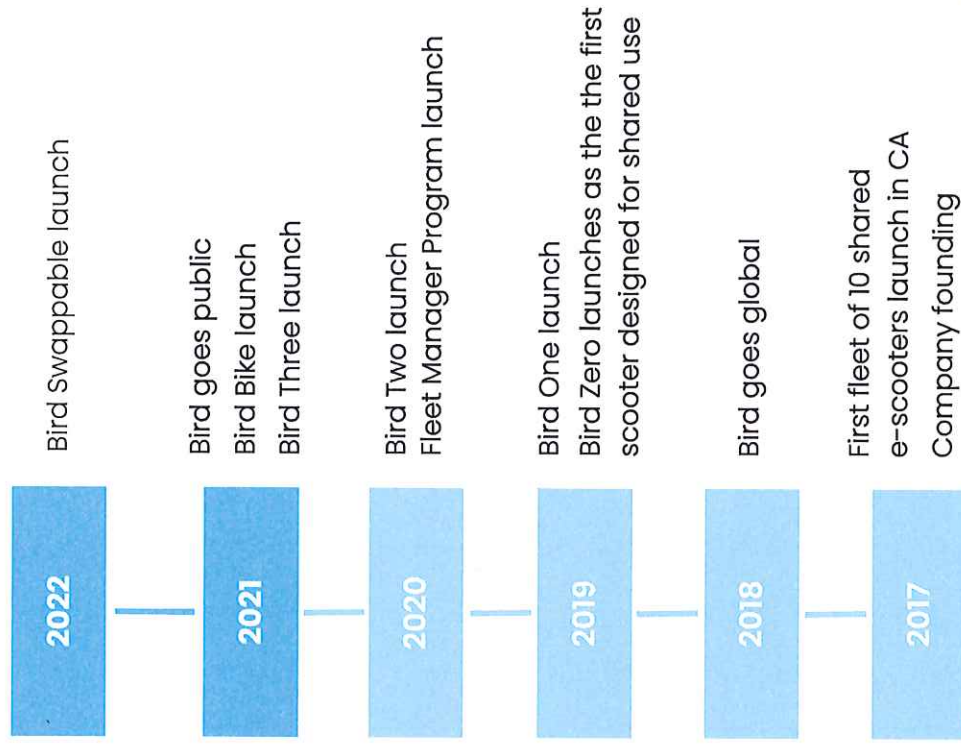 2022
Bird Swappable launch
2021
Bird goes public
Bird Bike launch
Bird Three launch
2020
Bird Two launch
Fleet Manager Program launch
2019
Bird One launch
Bird Zero launches as the the first
scooter designed for shared use
2018
Bird goes global
2017
First fleet of 10 shared
e-scooters launch in CA
Company founding